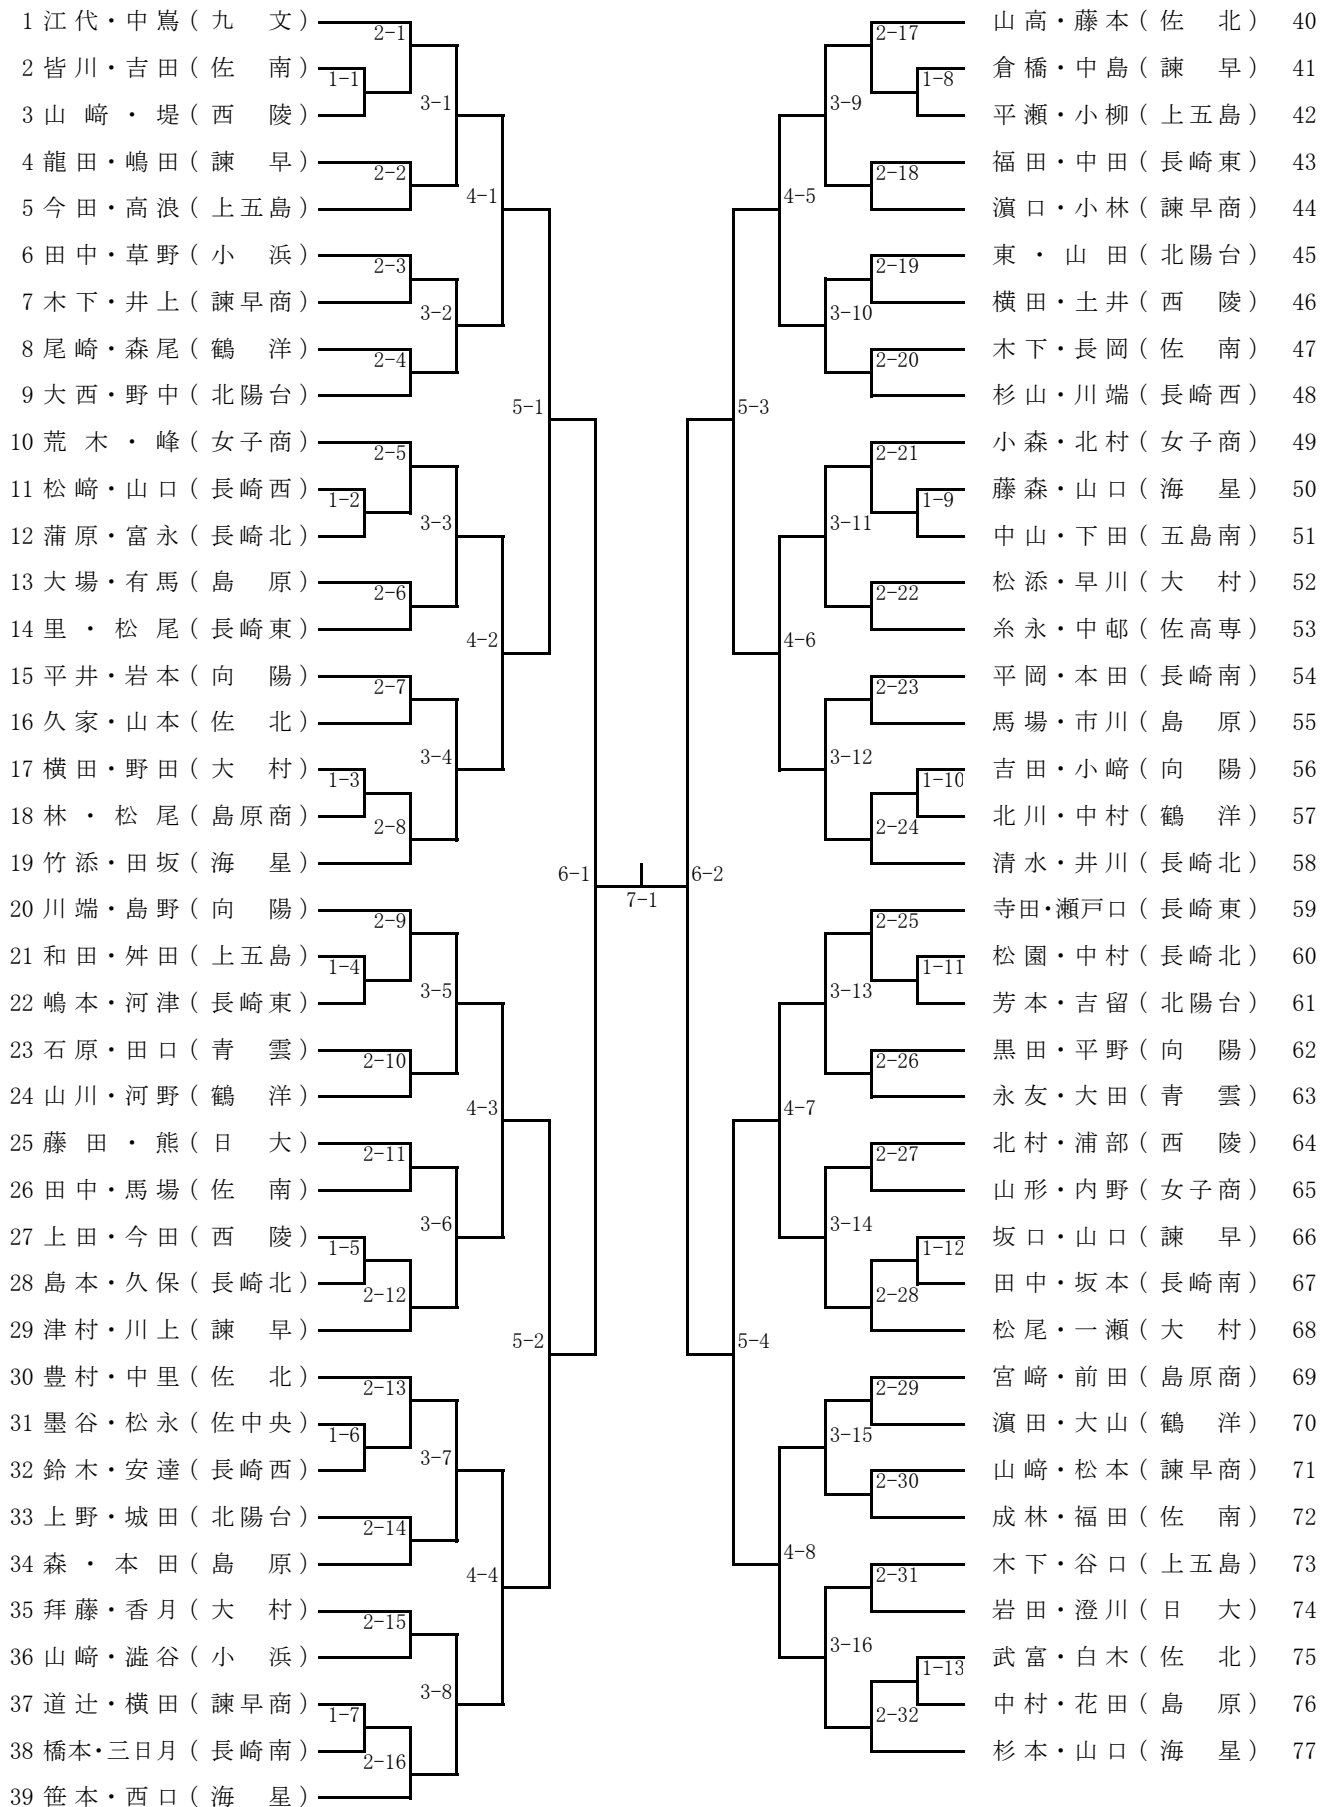 1 江代・中嶌 ( 九　文 )
2 皆川・吉田 ( 佐　南 )
3 山﨑・堤 ( 西　陵 )
4 龍田・嶋田 ( 諫　早 )
5 今田・高浪 ( 上五島 )
6 田中・草野 ( 小　浜 )
7 木下・井上 ( 諫早商 )
8 尾崎・森尾 ( 鶴　洋 )
9 大西・野中 ( 北陽台 )
10 荒木・峰 ( 女子商 )
11 松﨑・山口 ( 長崎西 )
12 蒲原・富永 ( 長崎北 )
13 大場・有馬 ( 島　原 )
14 里・松尾 ( 長崎東 )
15 平井・岩本 ( 向　陽 )
16 久家・山本 ( 佐　北 )
17 横田・野田 ( 大　村 )
18 林・松尾 ( 島原商 )
19 竹添・田坂 ( 海　星 )
20 川端・島野 ( 向　陽 )
21 和田・舛田 ( 上五島 )
22 嶋本・河津 ( 長崎東 )
23 石原・田口 ( 青　雲 )
24 山川・河野 ( 鶴　洋 )
25 藤田・熊 ( 日　大 )
26 田中・馬場 ( 佐　南 )
27 上田・今田 ( 西　陵 )
28 島本・久保 ( 長崎北 )
29 津村・川上 ( 諫　早 )
30 豊村・中里 ( 佐　北 )
31 墨谷・松永 ( 佐中央 )
32 鈴木・安達 ( 長崎西 )
33 上野・城田 ( 北陽台 )
34 森・本田 ( 島　原 )
35 拜藤・香月 ( 大　村 )
36 山﨑・澁谷 ( 小　浜 )
37 道辻・横田 ( 諫早商 )
38 橋本・三日月 ( 長崎南 )
39 笹本・西口 ( 海　星 )
1-1
1-2
1-3
1-4
1-5
1-6
1-7
2-1
2-2
2-3
2-4
2-5
2-6
2-7
2-8
2-9
2-10
2-11
2-12
2-13
2-14
2-15
2-16
3-1
3-2
3-3
3-4
3-5
3-6
3-7
3-8
4-1
4-2
4-3
4-4
5-1
5-2
6-1
7-1
6-2
5-3
5-4
4-5
4-6
4-7
4-8
3-9
3-10
3-11
3-12
3-13
3-14
3-15
3-16
2-17
2-18
2-19
2-20
2-21
2-22
2-23
2-24
2-25
2-26
2-27
2-28
2-29
2-30
2-31
2-32
1-8
1-9
1-10
1-11
1-12
1-13
山高・藤本 ( 佐　北 ) 40
倉橋・中島 ( 諫　早 ) 41
平瀬・小柳 ( 上五島 ) 42
福田・中田 ( 長崎東 ) 43
濵口・小林 ( 諫早商 ) 44
東・山田 ( 北陽台 ) 45
横田・土井 ( 西　陵 ) 46
木下・長岡 ( 佐　南 ) 47
杉山・川端 ( 長崎西 ) 48
小森・北村 ( 女子商 ) 49
藤森・山口 ( 海　星 ) 50
中山・下田 ( 五島南 ) 51
松添・早川 ( 大　村 ) 52
糸永・中邨 ( 佐高専 ) 53
平岡・本田 ( 長崎南 ) 54
馬場・市川 ( 島　原 ) 55
吉田・小﨑 ( 向　陽 ) 56
北川・中村 ( 鶴　洋 ) 57
清水・井川 ( 長崎北 ) 58
寺田・瀬戸口 ( 長崎東 ) 59
松園・中村 ( 長崎北 ) 60
芳本・吉留 ( 北陽台 ) 61
黒田・平野 ( 向　陽 ) 62
永友・大田 ( 青　雲 ) 63
北村・浦部 ( 西　陵 ) 64
山形・内野 ( 女子商 ) 65
坂口・山口 ( 諫　早 ) 66
田中・坂本 ( 長崎南 ) 67
松尾・一瀬 ( 大　村 ) 68
宮﨑・前田 ( 島原商 ) 69
濵田・大山 ( 鶴　洋 ) 70
山﨑・松本 ( 諫早商 ) 71
成林・福田 ( 佐　南 ) 72
木下・谷口 ( 上五島 ) 73
岩田・澄川 ( 日　大 ) 74
武富・白木 ( 佐　北 ) 75
中村・花田 ( 島　原 ) 76
杉本・山口 ( 海　星 ) 77